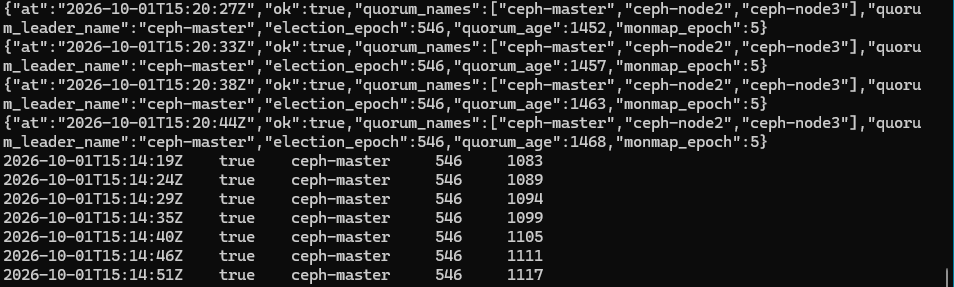 {"at":"2026-10-01T15:20:27Z","ok":true,"quorum_names":["ceph-master","ceph-node2","ceph-node3"],"quoru
m_leader_name":"ceph-master","election_epoch":546,"quorum_age":1452,"monmap_epoch":5}
{"at":"2026-10-01T15:20:33Z","ok":true,"quorum_names":["ceph-master","ceph-node2","ceph-node3"],"quoru
m_leader_name":"ceph-master","election_epoch":546,"quorum_age":1457,"monmap_epoch":5}
{"at":"2026-10-01T15:20:38Z","ok":true,"quorum_names":["ceph-master","ceph-node2","ceph-node3"],"quoru
m_leader_name":"ceph-master","election_epoch":546,"quorum_age":1463,"monmap_epoch":5}
{"at":"2026-10-01T15:20:44Z","ok":true,"quorum_names":["ceph-master","ceph-node2","ceph-node3"],"quoru
m_leader_name":"ceph-master","election_epoch":546,"quorum_age":1468,"monmap_epoch":5}
2026-10-01T15:14:19Z    true    ceph-master     546     1083
2026-10-01T15:14:24Z    true    ceph-master     546     1089
2026-10-01T15:14:29Z    true    ceph-master     546     1094
2026-10-01T15:14:35Z    true    ceph-master     546     1099
2026-10-01T15:14:40Z    true    ceph-master     546     1105
2026-10-01T15:14:46Z    true    ceph-master     546     1111
2026-10-01T15:14:51Z    true    ceph-master     546     1117